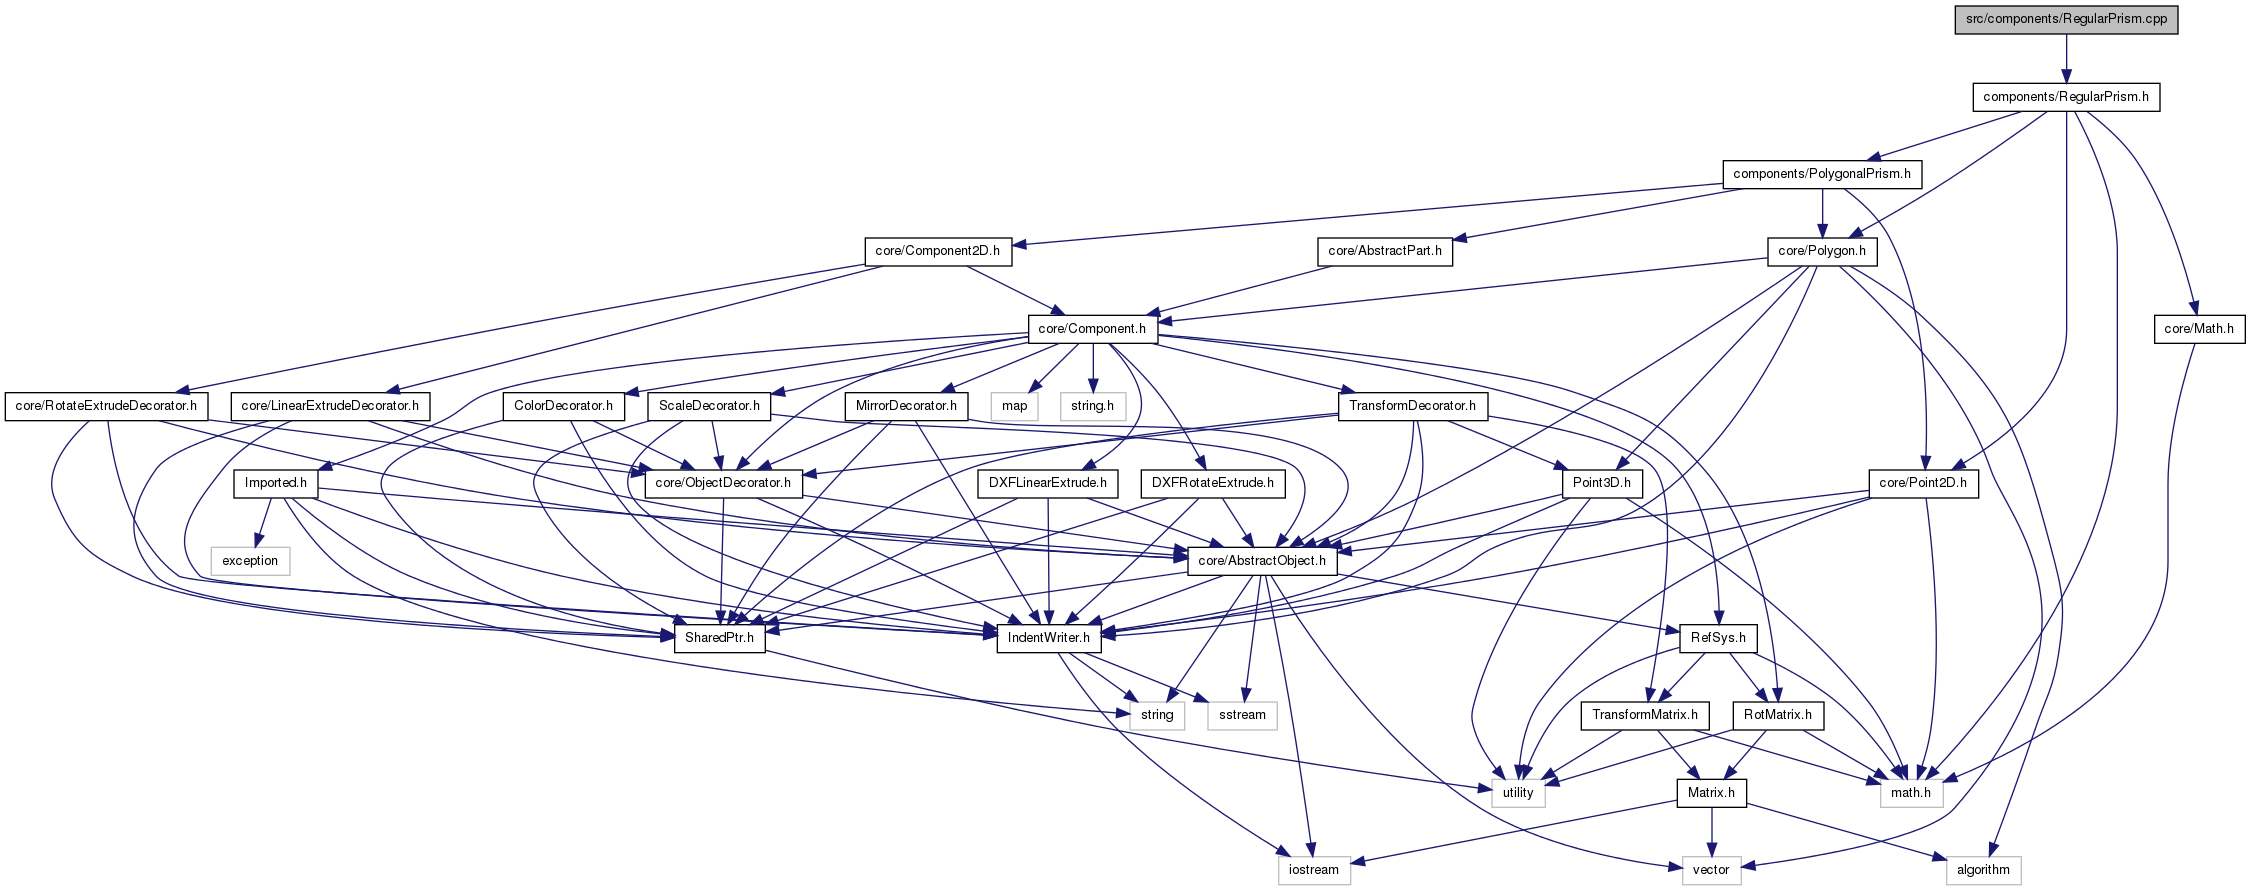 src/components/RegularPrism.cpp
components/RegularPrism.h
components/PolygonalPrism.h
core/Component2D.h
core/AbstractPart.h
core/Polygon.h
core/Component.h
core/Math.h
core/RotateExtrudeDecorator.h
core/LinearExtrudeDecorator.h
ColorDecorator.h
ScaleDecorator.h
MirrorDecorator.h
map
string.h
TransformDecorator.h
Imported.h
core/ObjectDecorator.h
DXFLinearExtrude.h
DXFRotateExtrude.h
Point3D.h
core/Point2D.h
exception
core/AbstractObject.h
SharedPtr.h
IndentWriter.h
RefSys.h
string
sstream
TransformMatrix.h
RotMatrix.h
utility
Matrix.h
math.h
iostream
vector
algorithm